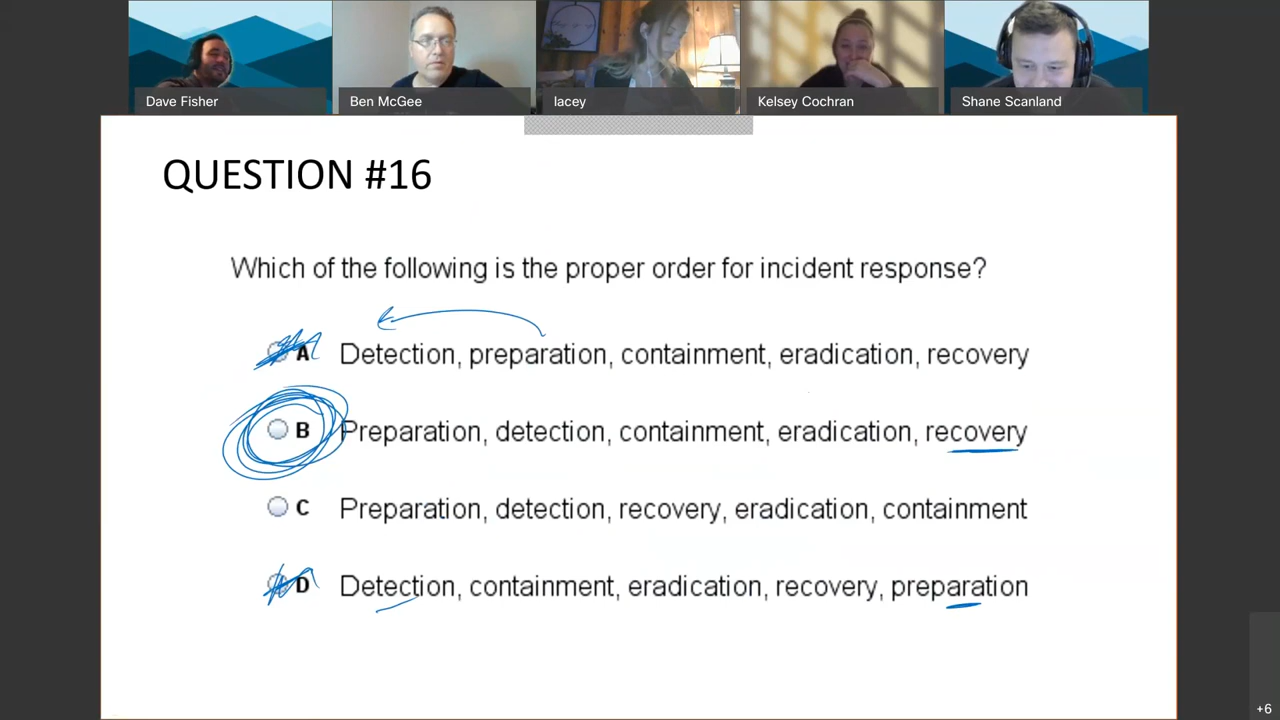 Dave Fisher
Ben McGee
lacey
Kelsey Cochran
Shane Scanland
QUESTION #16
Which of the following is the proper order for incident response?
A Detection, preparation, containment, eradication, recovery
B Preparation, detection, containment, eradication, recovery
C Preparation, detection, recovery, eradication, containment
D Detection, containment, eradication, recovery, preparation
+6